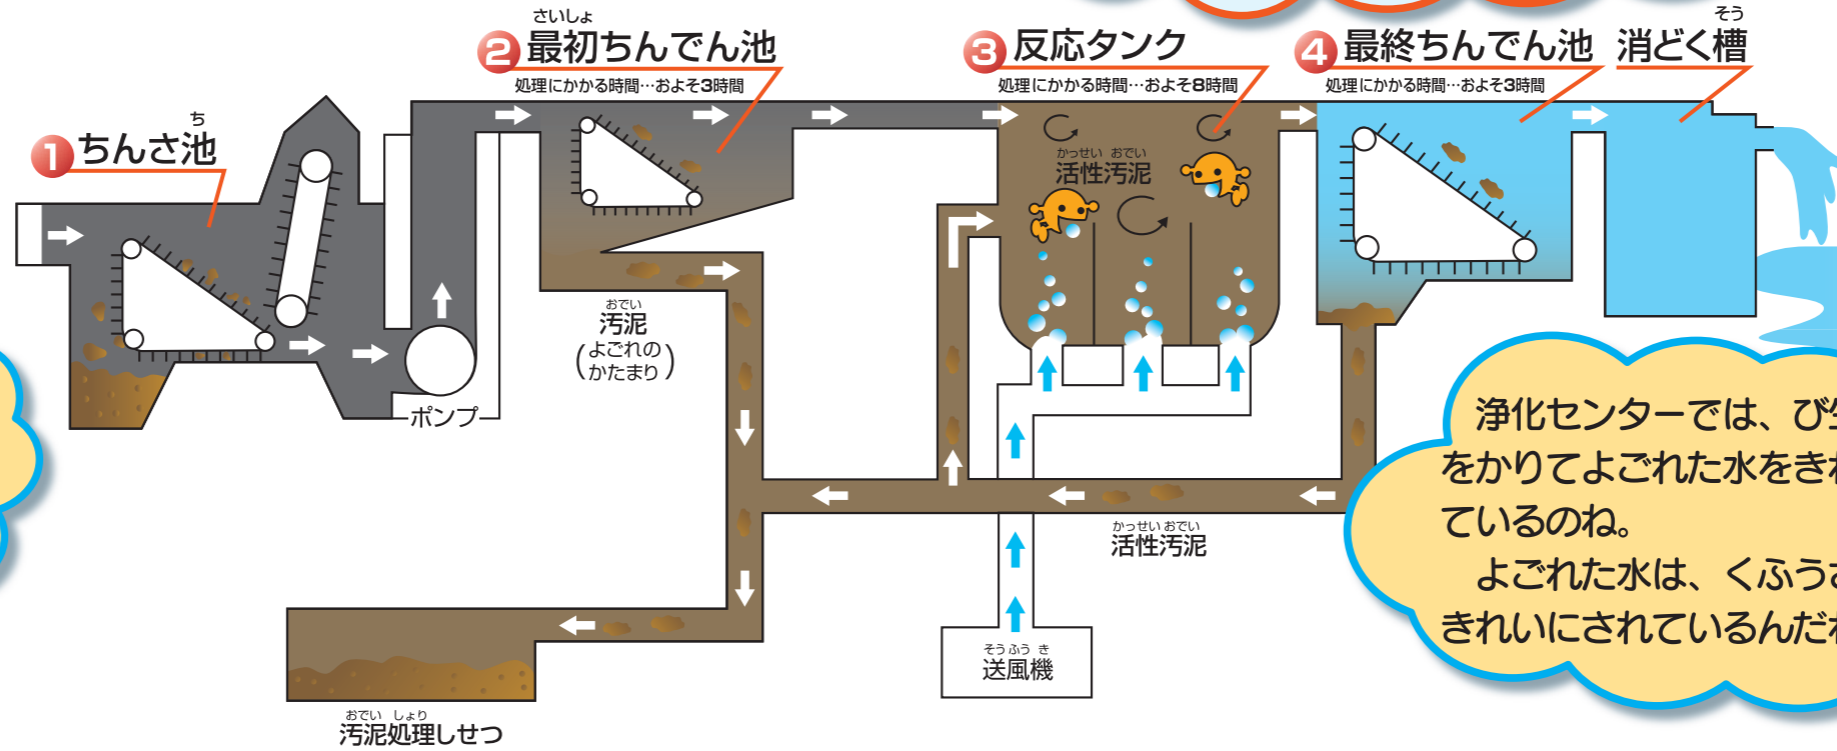 1 ちんさ池
ち
2 最初ちんでん池
さいしょ
処理にかかる時間…およそ3時間
3 反応タンク
処理にかかる時間…およそ8時間
4 最終ちんでん池
処理にかかる時間…およそ3時間
消どく槽
そう
かっせい おでい
活性汚泥
おでい
汚泥
(よごれの
かたまり)
ポンプ
かっせい おでい
活性汚泥
そうふう き
送風機
おでい しょり
汚泥処理しせつ
浄化センターでは、び生
をかりてよごれた水をきれ
ているのね。
よごれた水は、くふうさ
きれいにされているんだね